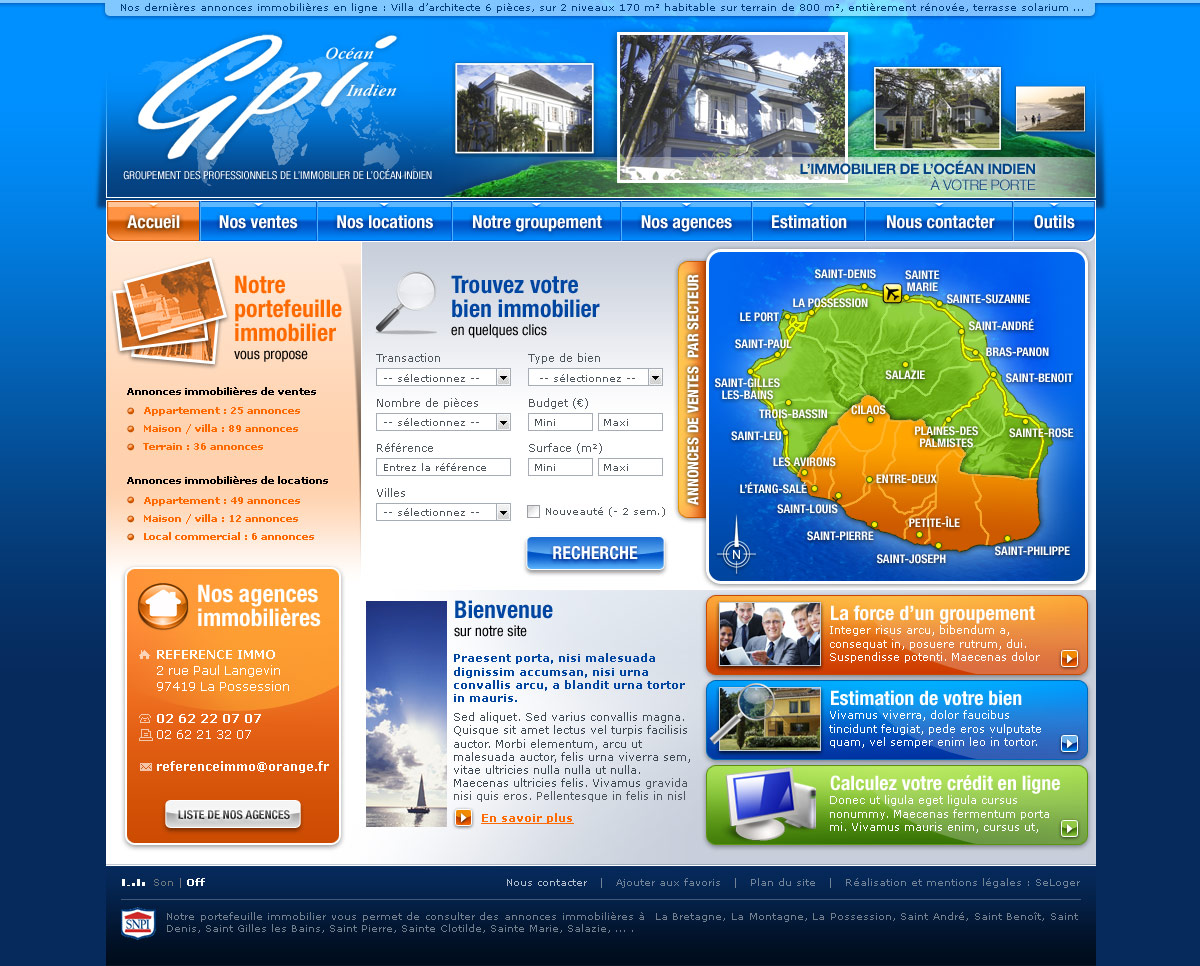 Nos dernières annonces immobilières en ligne : Villa d'architecte 6 pièces, sur 2 niveaux 170 m² habitable sur terrain de 800 m², entièrement rénovée, terrasse solarium ...
Gpi
Océan
Indien
GROUPEMENT DES PROFESSIONNELS DE L'IMMOBILIER DE L'OCÉAN INDIEN
L'IMMOBILIER DE L'OCÉAN INDIEN
À VOTRE PORTE
Accueil
Nos ventes
Nos locations
Notre groupement
Nos agences
Estimation
Nous contacter
Outils
Notre
portefeuille
immobilier
vous propose
Annonces immobilières de ventes
Appartement : 25 annonces
Maison / villa : 89 annonces
Terrain : 36 annonces
Annonces immobilières de locations
Appartement : 49 annonces
Maison / villa : 12 annonces
Local commercial : 6 annonces
Nos agences
immobilières
REFERENCE IMMO
2 rue Paul Langevin
97419 La Possession
02 62 22 07 07
02 62 21 32 07
referenceimmo@orange.fr
LISTE DE NOS AGENCES
Trouvez votre
bien immobilier
en quelques clics
Transaction
-- sélectionnez --
Type de bien
-- sélectionnez --
Nombre de pièces
-- sélectionnez --
Budget (€)
Mini
Maxi
Référence
Entrez la référence
Surface (m²)
Mini
Maxi
Villes
-- sélectionnez --
Nouveauté (- 2 sem.)
RECHERCHE
ANNONCES DE VENTES PAR SECTEUR
SAINT-DENIS
SAINTE
MARIE
LA POSSESSION
SAINTE-SUZANNE
LE PORT
SAINT-ANDRÉ
SAINT-PAUL
BRAS-PANON
SALAZIE
SAINT-BENOIT
SAINT-GILLES
LES-BAINS
TROIS-BASSIN
CILAOS
SAINT-LEU
PLAINES-DES
PALMISTES
SAINTE-ROSE
LES AVIRONS
ENTRE-DEUX
L'ÉTANG-SALÉ
SAINT-LOUIS
PETITE-ÎLE
SAINT-PIERRE
SAINT-JOSEPH
SAINT-PHILIPPE
N
Bienvenue
sur notre site
Praesent porta, nisi malesuada
dignissim accumsan, nisi urna
convallis arcu, a blandit urna tortor
in mauris.
Sed aliquet. Sed varius convallis magna.
Quisque sit amet lectus vel turpis facilisis
auctor. Morbi elementum, arcu ut
malesuada auctor, felis urna viverra sem,
vitae ultricies nulla nulla ut nulla.
Maecenas ultricies felis. Vivamus gravida
nisi quis eros. Pellentesque in felis in nisl
En savoir plus
La force d'un groupement
Integer risus arcu, bibendum a,
consequat in, posuere rutrum, dui.
Suspendisse potenti. Maecenas dolor
Estimation de votre bien
Vivamus viverra, dolor faucibus
tincidunt feugiat, pede eros vulputate
quam, vel semper enim leo in tortor.
Calculez votre crédit en ligne
Donec ut ligula eget ligula cursus
nonummy. Maecenas fermentum porta
mi. Vivamus mauris enim, cursus ut,
Son | Off
Nous contacter | Ajouter aux favoris | Plan du site | Réalisation et mentions légales : SeLoger
SNPI
Notre portefeuille immobilier vous permet de consulter des annonces immobilières à La Bretagne, La Montagne, La Possession, Saint André, Saint Benoît, Saint
Denis, Saint Gilles les Bains, Saint Pierre, Sainte Clotilde, Sainte Marie, Salazie, ... .